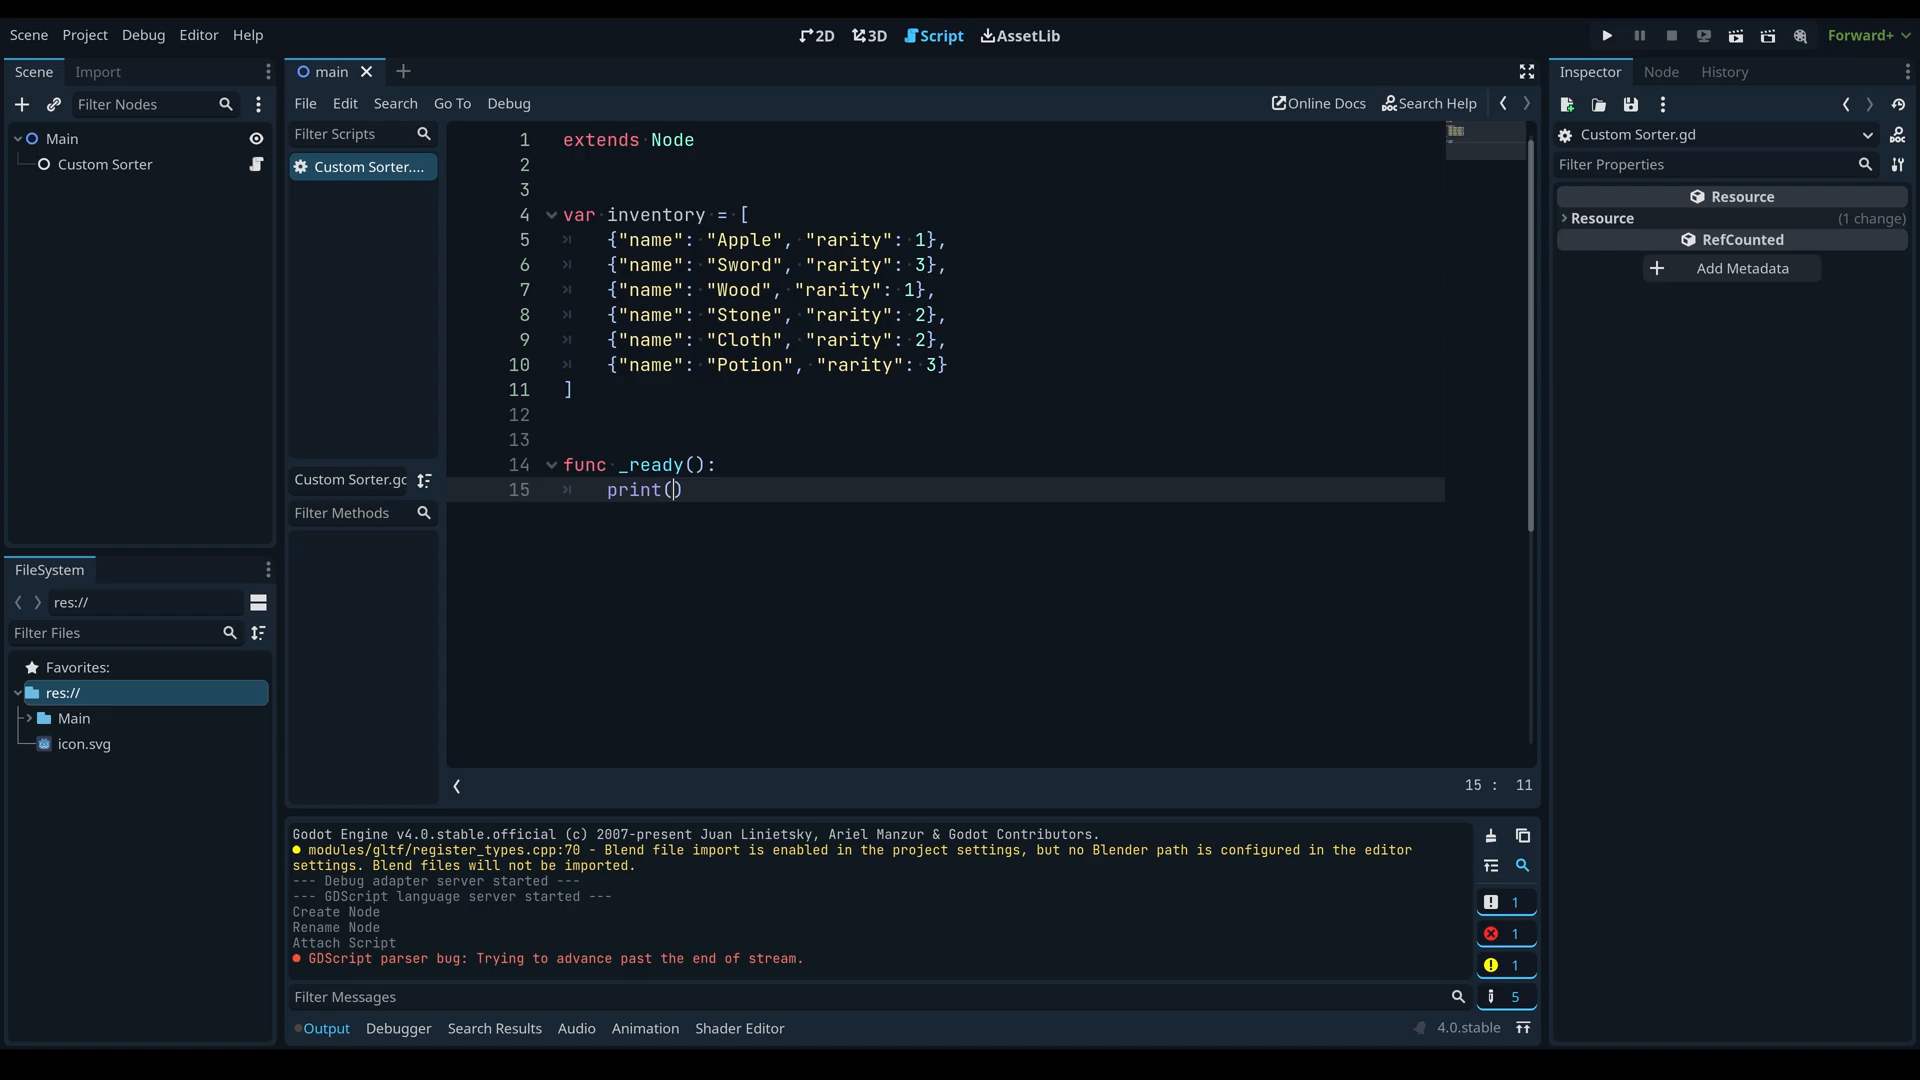 Scene Project Debug Editor Help
2D 3D Script AssetLib
Forward+
Scene Import
Filter Nodes
Main
Custom Sorter
FileSystem
res://
Filter Files
Favorites:
res://
Main
icon.svg
main
File Edit Search Go To Debug
Online Docs Search Help
Filter Scripts
Custom Sorter....
Custom Sorter.gc
Filter Methods
1 extends Node
2
3
4 var inventory = [
5 {"name": "Apple", "rarity": 1},
6 {"name": "Sword", "rarity": 3},
7 {"name": "Wood", "rarity": 1},
8 {"name": "Stone", "rarity": 2},
9 {"name": "Cloth", "rarity": 2},
10 {"name": "Potion", "rarity": 3}
11 ]
12
13
14 func _ready():
15 print()
15 : 11
Godot Engine v4.0.stable.official (c) 2007-present Juan Linietsky, Ariel Manzur & Godot Contributors.
modules/gltf/register_types.cpp:70 - Blend file import is enabled in the project settings, but no Blender path is configured in the editor
settings. Blend files will not be imported.
--- Debug adapter server started ---
--- GDScript language server started ---
Create Node
Rename Node
Attach Script
GDScript parser bug: Trying to advance past the end of stream.
1
1
1
5
Filter Messages
Output Debugger Search Results Audio Animation Shader Editor
4.0.stable
Inspector Node History
Custom Sorter.gd
Filter Properties
Resource
Resource (1 change)
RefCounted
Add Metadata